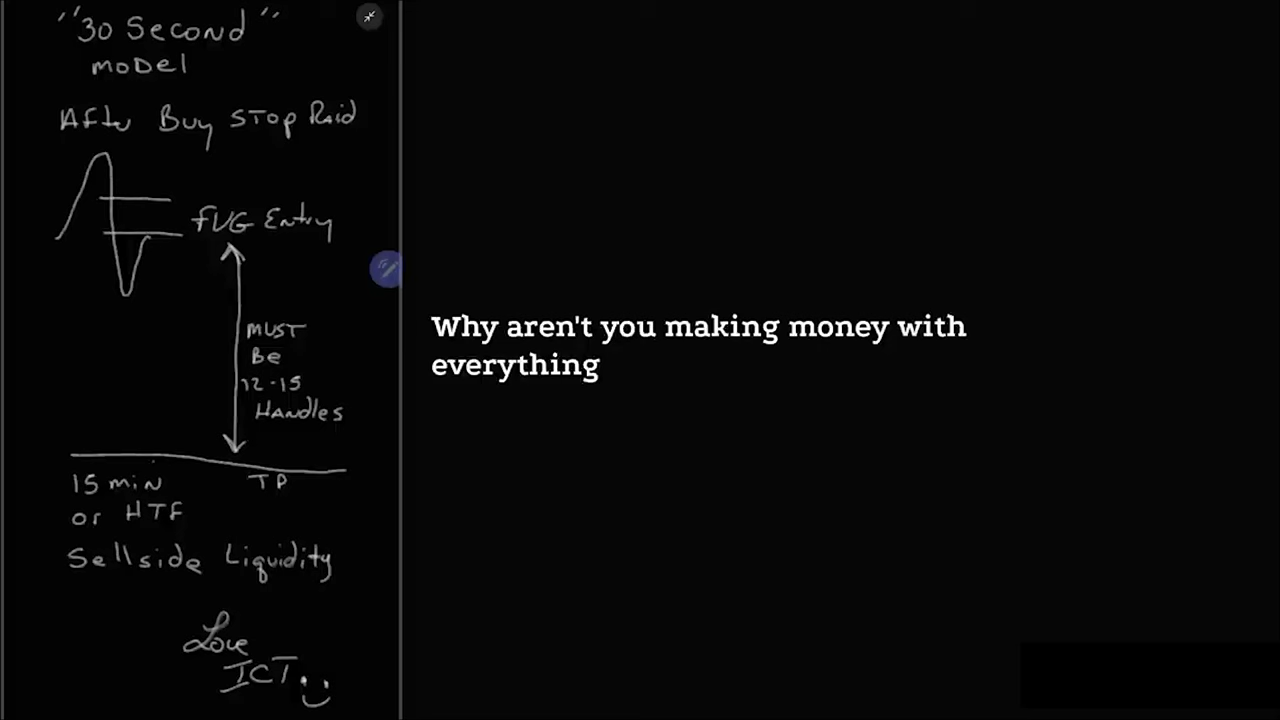 "30 Second"
model
After Buy Stop Raid
FVG Entry
MUST
Be
12-15
HANDles
15 min
TP
or HTF
Sellside Liquidity
Love
ICT
Why aren't you making money with
everything